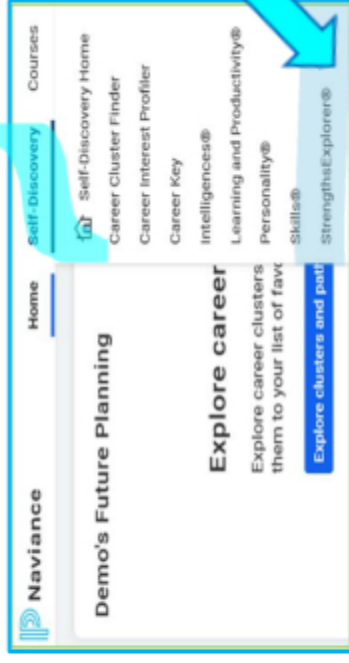 Naviance
Home
Self-Discovery
Courses
Self-Discovery Home
Career Cluster Finder
Career Interest Profiler
Career Key
Intelligences®
Learning and Productivity®
Personality®
Skills®
StrengthsExplorer®
Demo's Future Planning
Explore career
Explore career clusters
them to your list of favo
Explore clusters and path